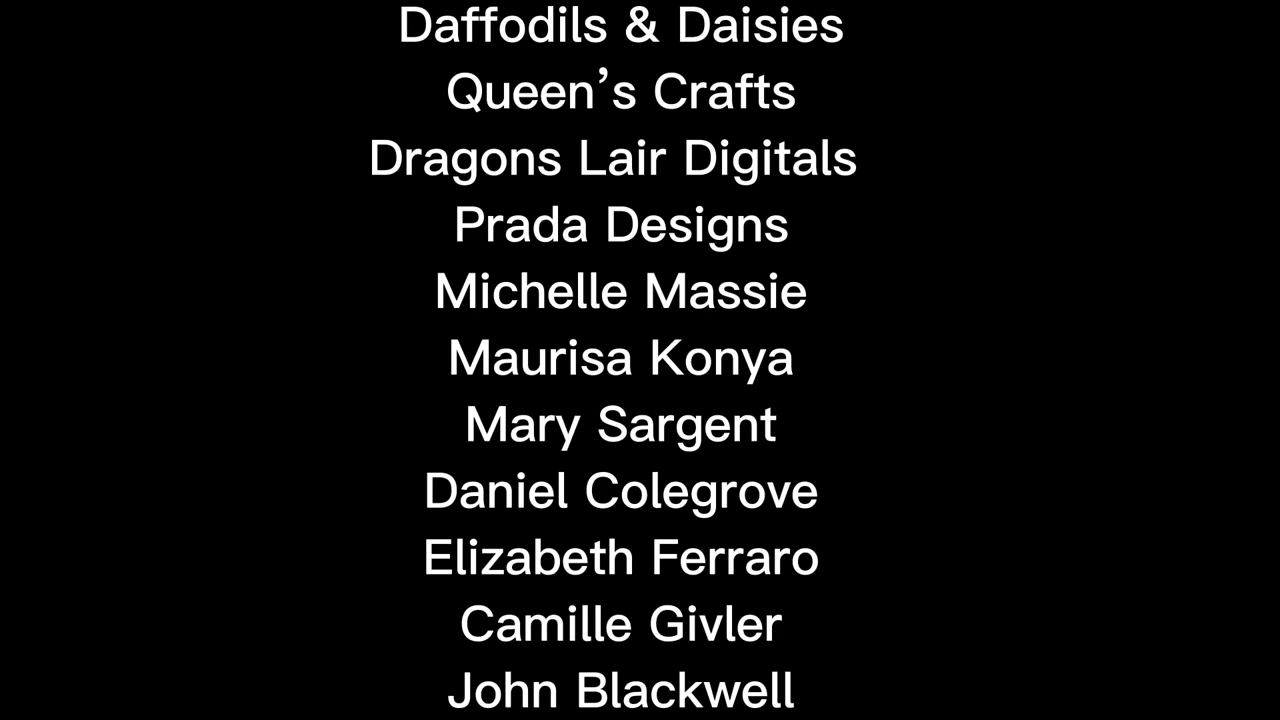 Daffodils & Daisies
Queen’s Crafts
Dragons Lair Digitals
Prada Designs
Michelle Massie
Maurisa Konya
Mary Sargent
Daniel Colegrove
Elizabeth Ferraro
Camille Givler
John Blackwell